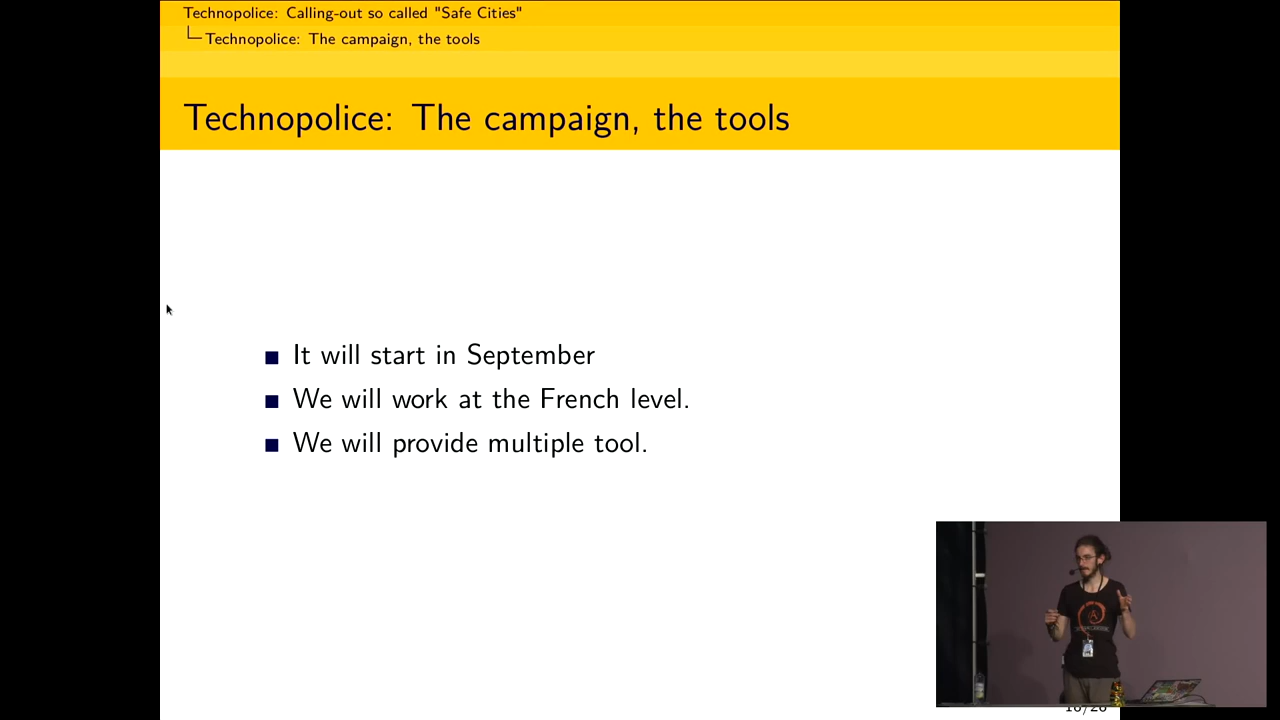 Technopolice: Calling-out so called "Safe Cities"
Technopolice: The campaign, the tools
Technopolice: The campaign, the tools
It will start in September
We will work at the French level.
We will provide multiple tool.